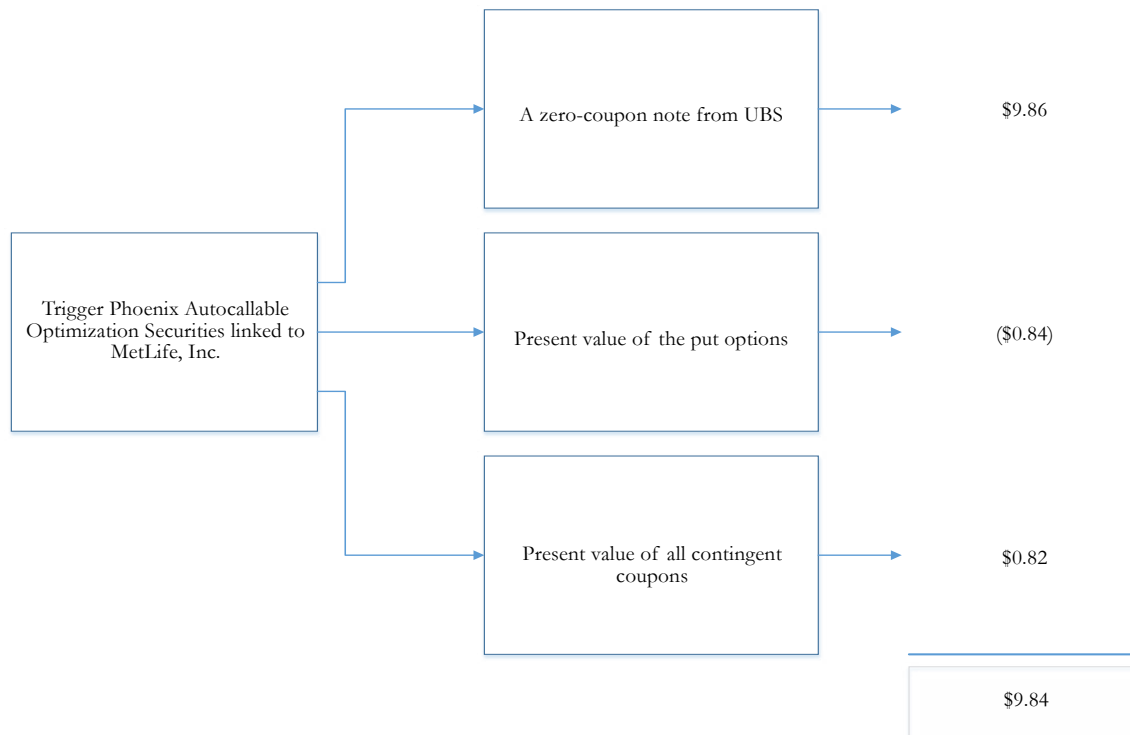 A zero-coupon note from UBS
$9.86
Trigger Phoenix Autocallable
Optimization Securities linked to
MetLife, Inc.
Present value of the put options
($0.84)
Present value of all contingent
coupons
$0.82
$9.84